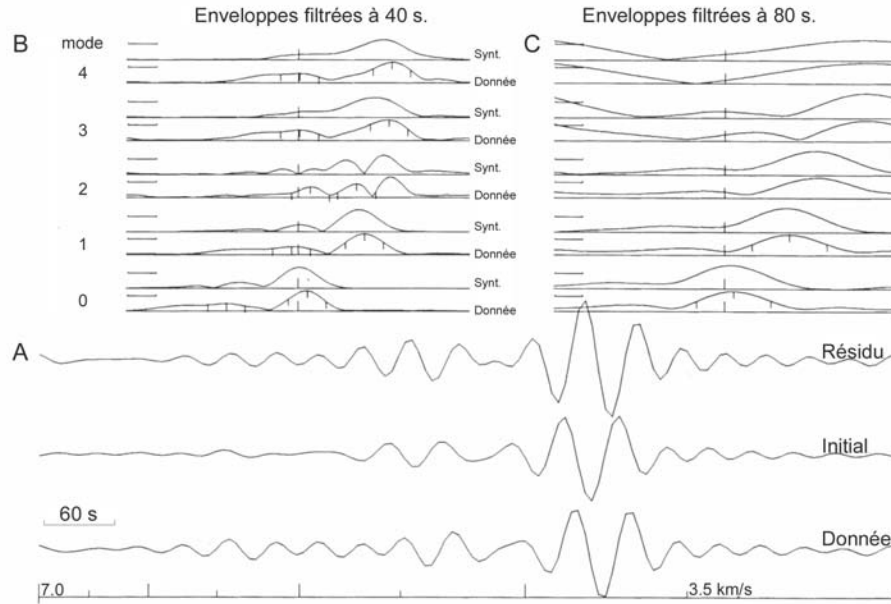 Enveloppes filtrées à 40 s.
Enveloppes filtrées à 80 s.
B
mode
C
Synt.
4
Donnée
Synt.
3
Donnée
Synt.
2
Donnée
Synt.
1
Donnée
Synt.
0
Donnée
A
Résidu
Initial
60 s
Donnée
7.0
3.5 km/s